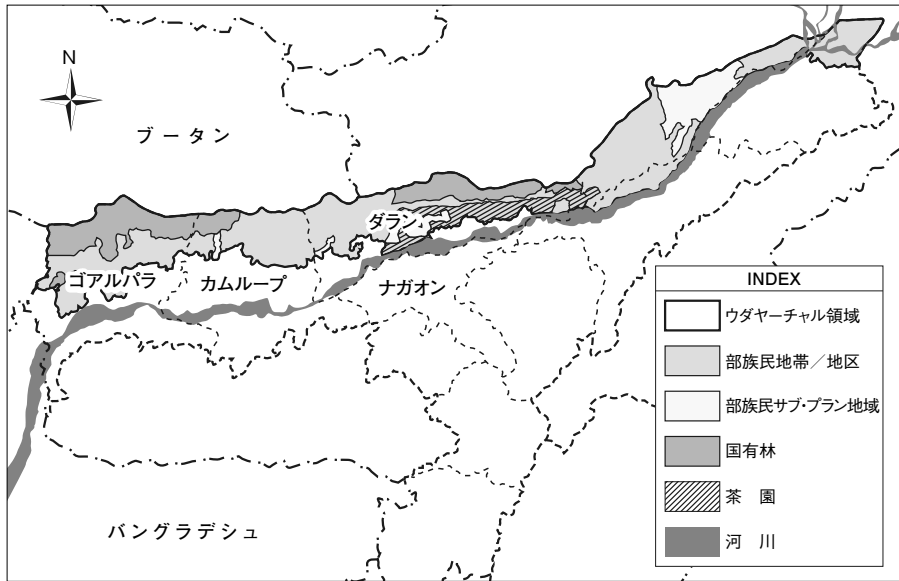 N
ブータン
ダラン
ゴアルパラ
カムループ
ナガオン
バングラデシュ
INDEX
ウダヤーチャル領域
部族民地帯／地区
部族民サブ・プラン地域
国有林
茶園
河川